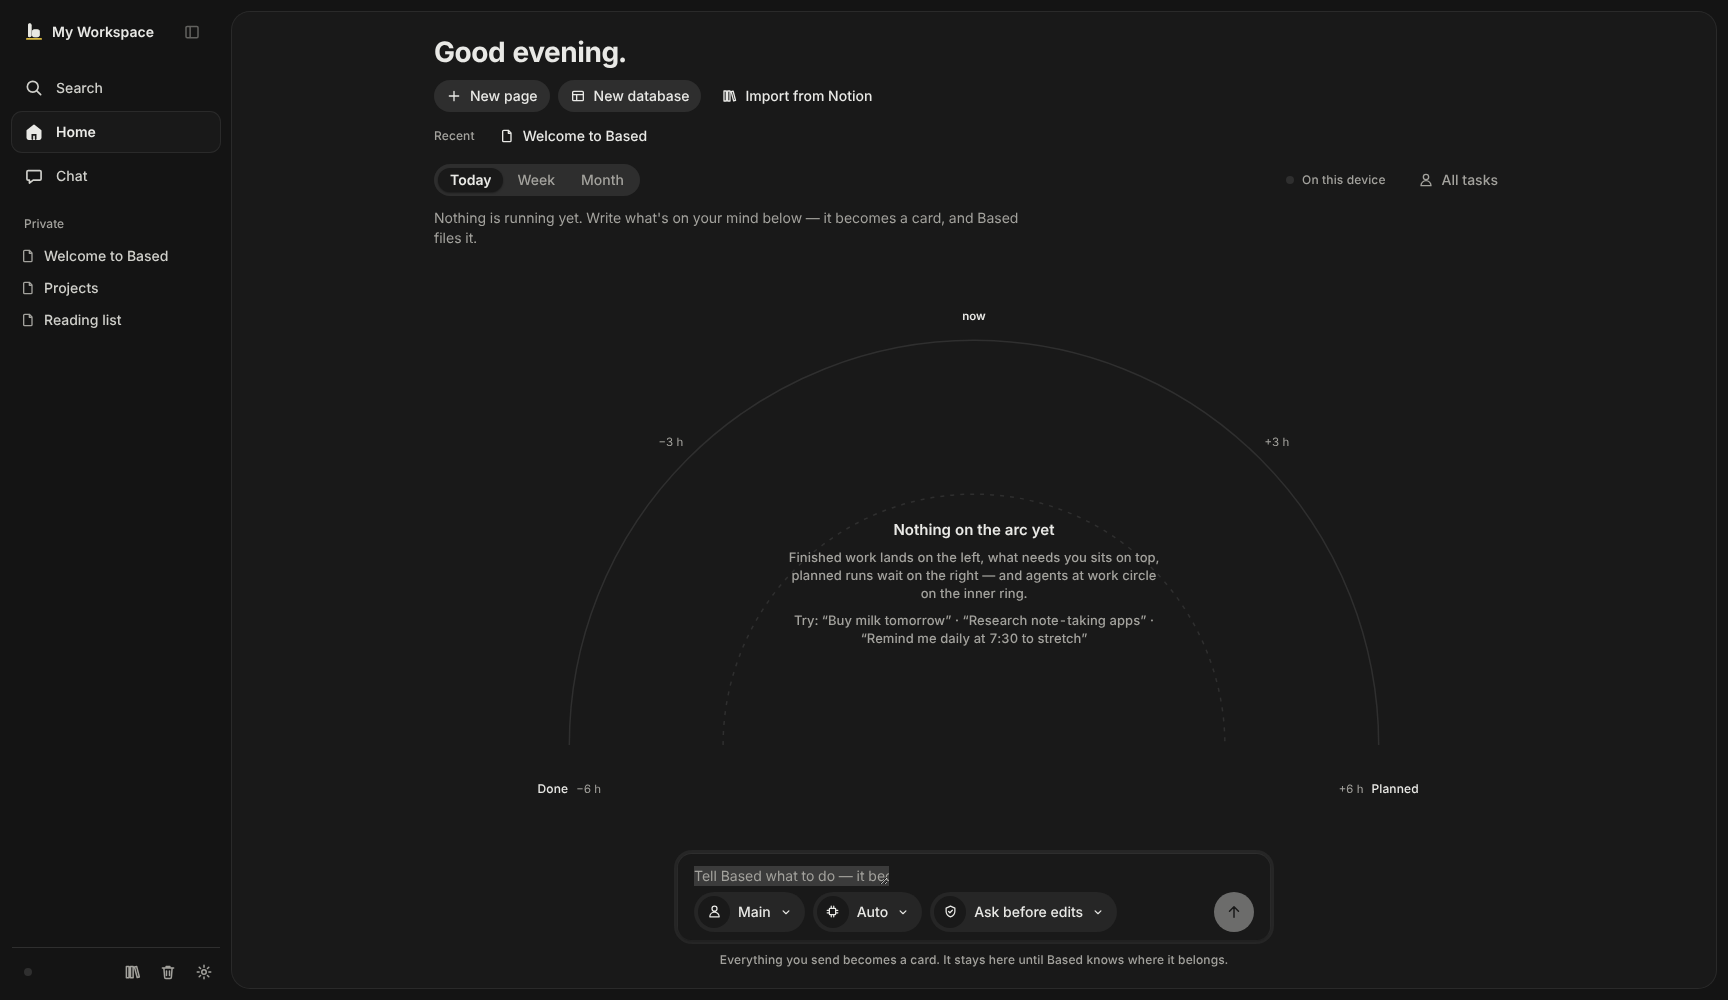 My Workspace
Search
Home
Chat
Private
Welcome to Based
Projects
Reading list
Good evening.
New page
New database
Import from Notion
Recent
Welcome to Based
Today
Week
Month
On this device
All tasks
Nothing is running yet. Write what's on your mind below — it becomes a card, and Based
files it.
now
−3 h
+3 h
Nothing on the arc yet
Finished work lands on the left, what needs you sits on top,
planned runs wait on the right — and agents at work circle
on the inner ring.
Try: “Buy milk tomorrow” · “Research note-taking apps” ·
“Remind me daily at 7:30 to stretch”
Done −6 h
+6 h Planned
Tell Based what to do — it
Main
Auto
Ask before edits
Everything you send becomes a card. It stays here until Based knows where it belongs.